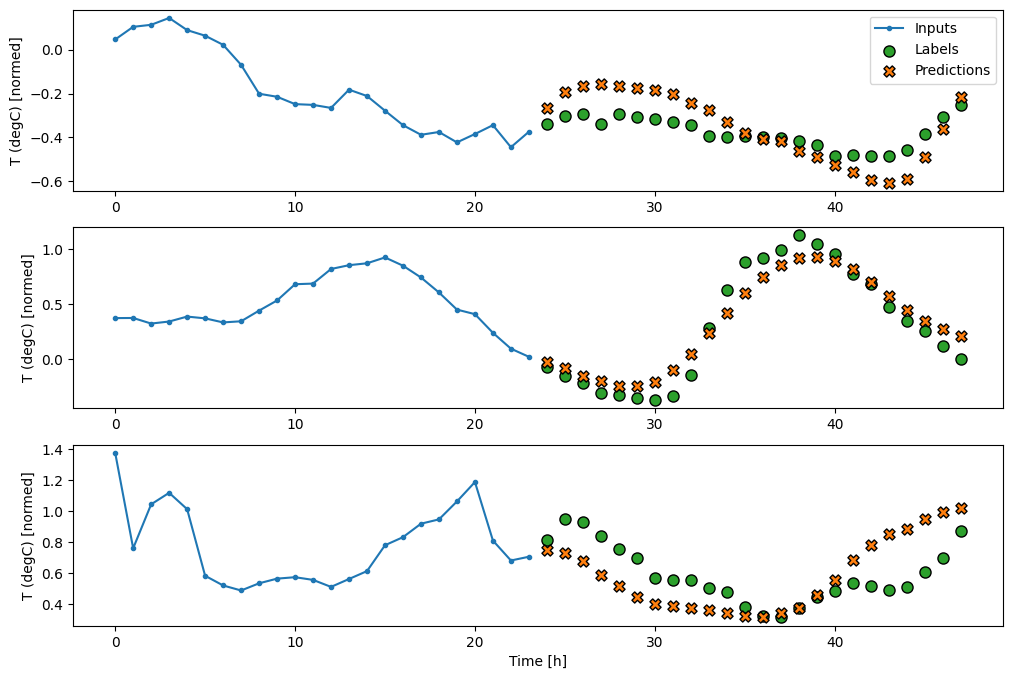 Inputs
Labels
Predictions
T (degC) [normed]
0.0
−0.2
−0.4
−0.6
0 10 20 30 40
T (degC) [normed]
1.0
0.5
0.0
0 10 20 30 40
T (degC) [normed]
1.4
1.2
1.0
0.8
0.6
0.4
0 10 20 30 40
Time [h]